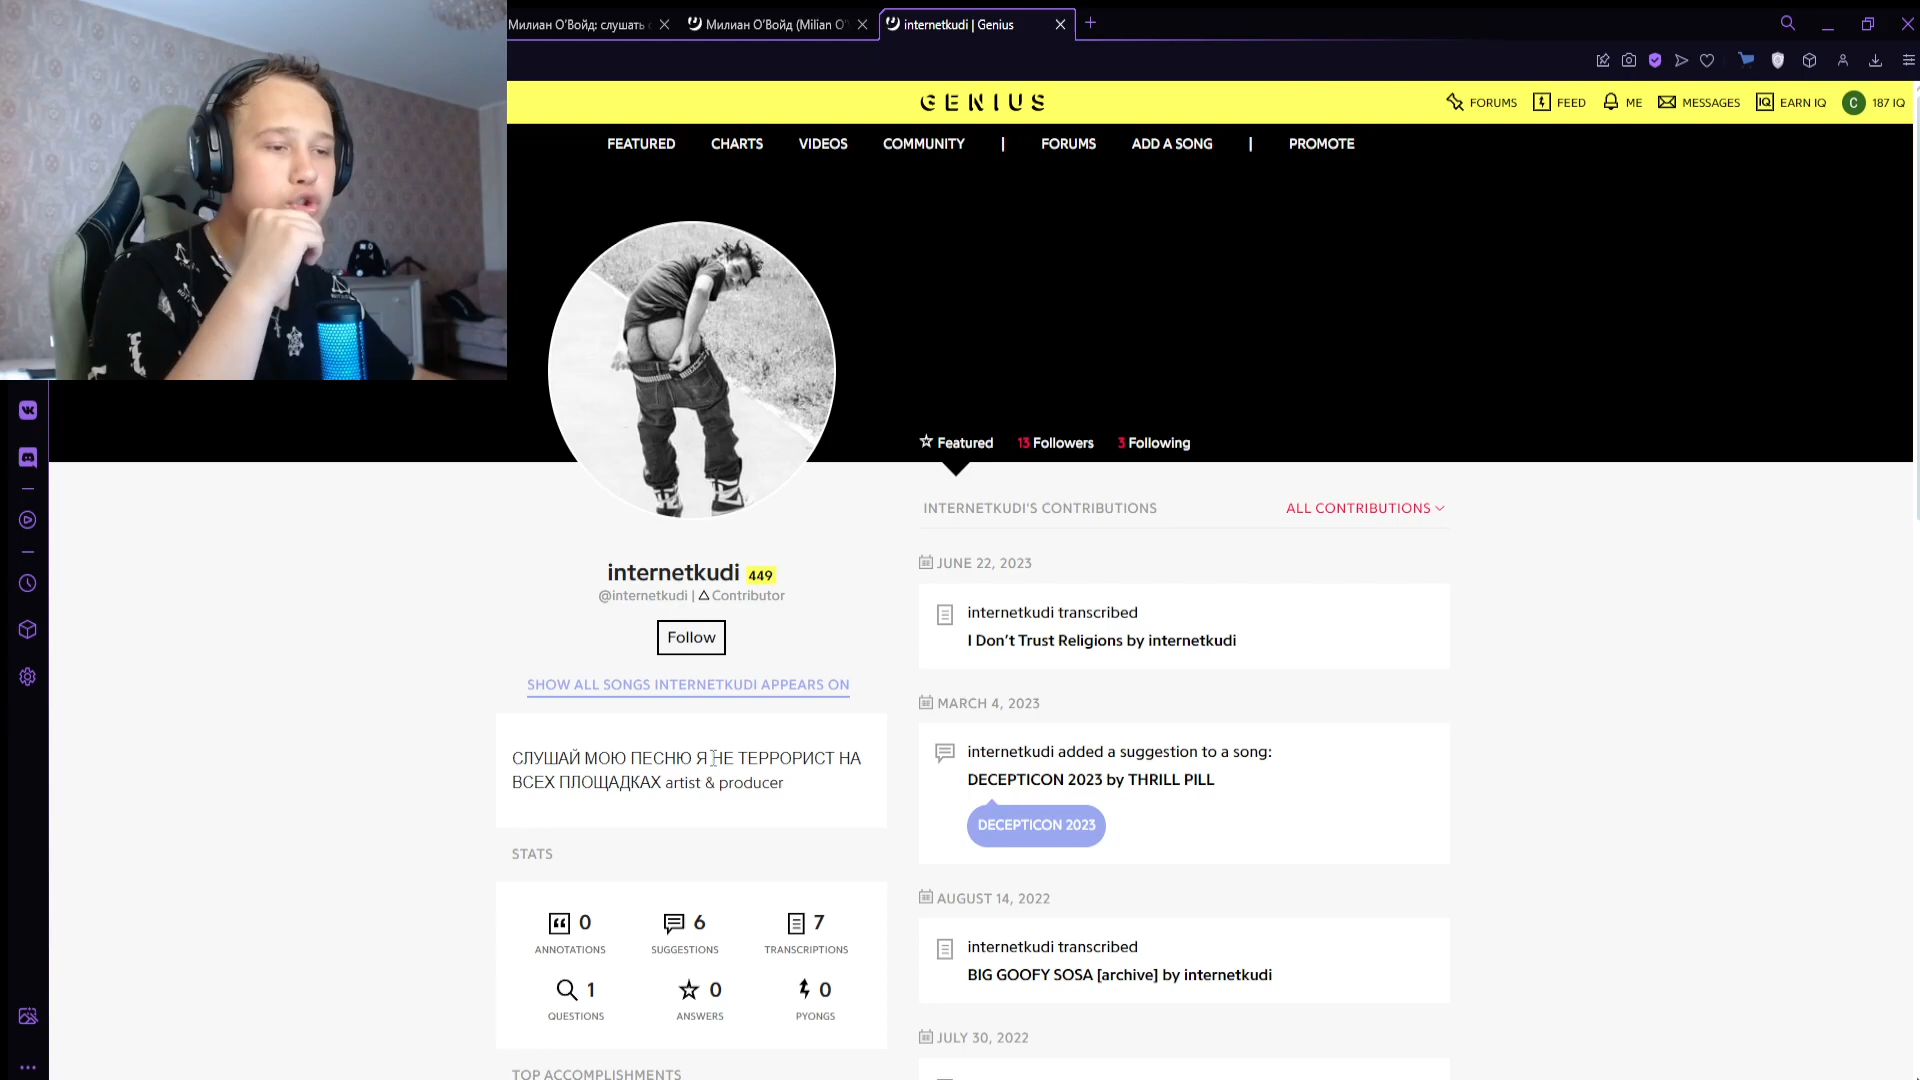 Милиан О'Войд: слушать
Милиан О'Войд (Milian O'
internetkudi | Genius
GENIUS
FORUMS
FEED
ME
MESSAGES
IQ EARN IQ
C 187 IQ
FEATURED
CHARTS
VIDEOS
COMMUNITY
|
FORUMS
ADD A SONG
|
PROMOTE
Featured
13 Followers
3 Following
INTERNETKUDI'S CONTRIBUTIONS
ALL CONTRIBUTIONS
internetkudi 449
@internetkudi | Contributor
Follow
SHOW ALL SONGS INTERNETKUDI APPEARS ON
СЛУШАЙ МОЮ ПЕСНЮ Я НЕ ТЕРРОРИСТ НА
ВСЕХ ПЛОЩАДКАХ artist & producer
STATS
0
ANNOTATIONS
6
SUGGESTIONS
7
TRANSCRIPTIONS
1
QUESTIONS
0
ANSWERS
0
PYONGS
TOP ACCOMPLISHMENTS
JUNE 22, 2023
internetkudi transcribed
I Don't Trust Religions by internetkudi
MARCH 4, 2023
internetkudi added a suggestion to a song:
DECEPTICON 2023 by THRILL PILL
DECEPTICON 2023
AUGUST 14, 2022
internetkudi transcribed
BIG GOOFY SOSA [archive] by internetkudi
JULY 30, 2022